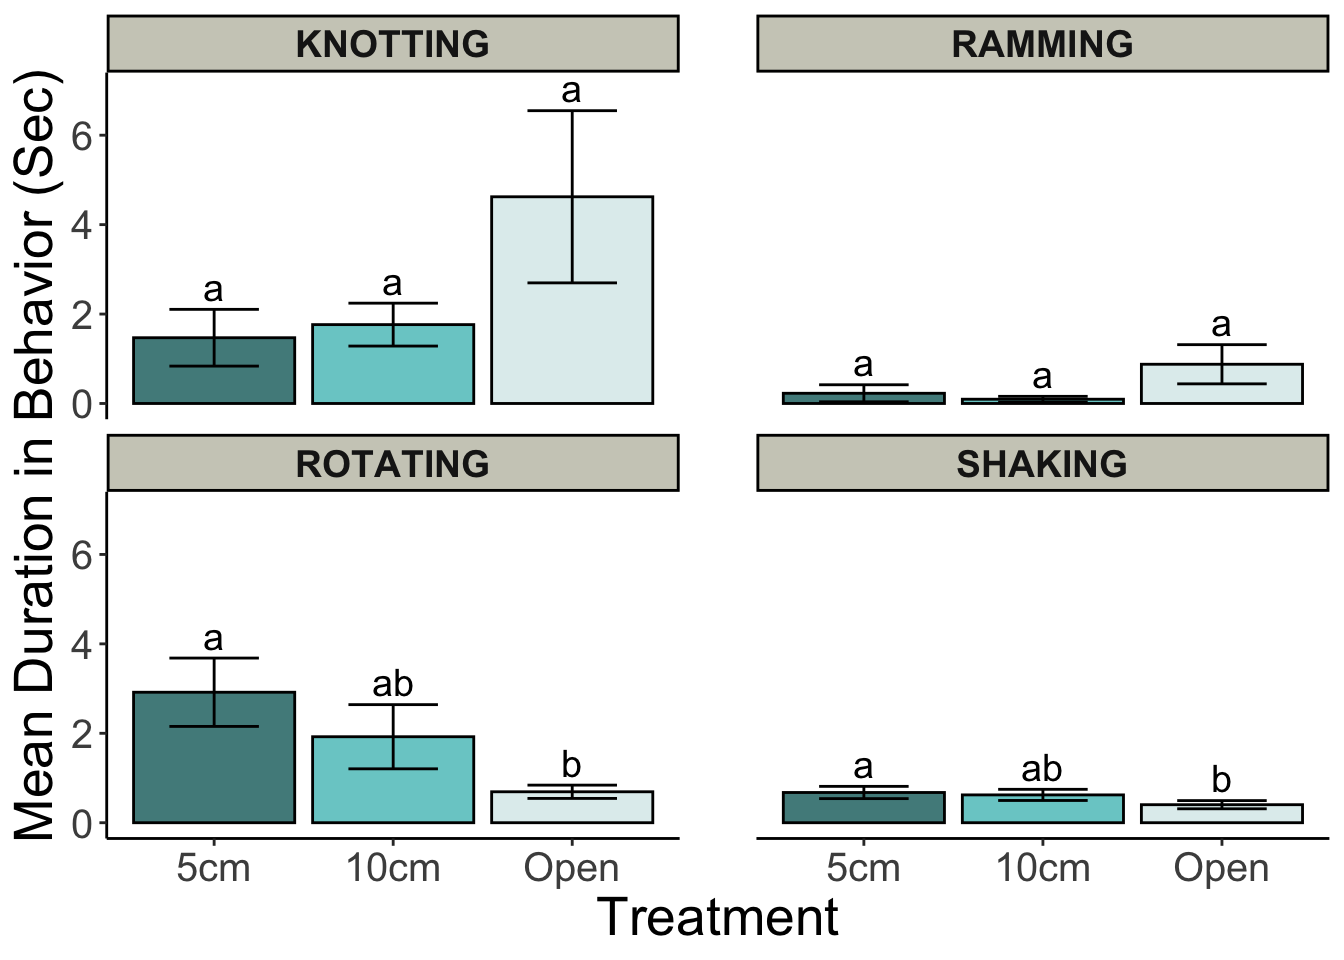 Mean Duration in Behavior (Sec)
KNOTTING
6
4
2
0
a
a
a
RAMMING
a
a
a
ROTATING
6
4
2
0
a
ab
b
5cm 10cm Open
SHAKING
a
ab
b
5cm 10cm Open
Treatment